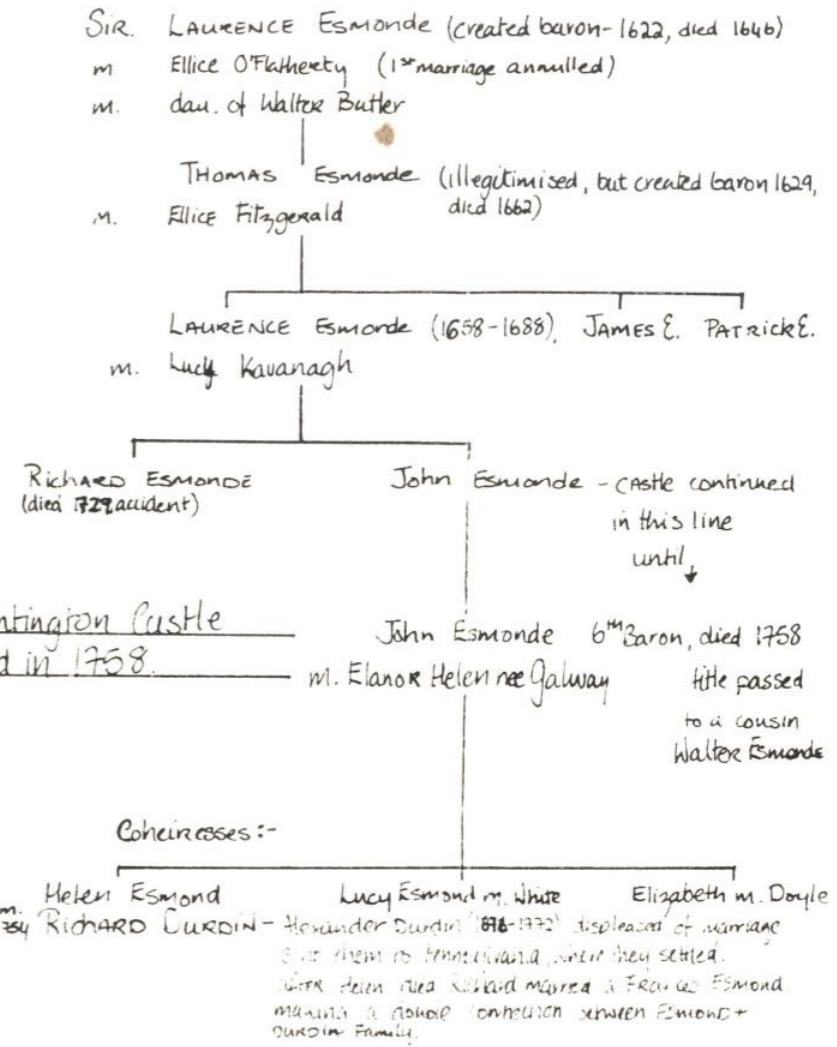 SIR. LAURENCE ESMONDE (created baron-1622, died 1646)
m Ellice O'Flatherty (1st marriage annulled)
m. dau. of Walter Butler
THOMAS Esmonde (illegitimised, but created baron 1629,
died 1662)
M. Ellice Fitzgerald
LAURENCE Esmonde (1658-1688), JAMES E. PATRICK E.
m. Lucy Kavanagh
RICHARD ESMONDE John Esmonde - CAstle continued
(died 1729 accident) in this line
until
ntington Castle John Esmonde 6th Baron, died 1758
d in 1758. m. Elanor Helen nee Galway title passed
to a cousin
Walter Esmonde
Coheiresses:-
Helen Esmond Lucy Esmond m. White Elizabeth m. Doyle
m.
754 RICHARD DURDIN - Alexander Durdin displeased of marriage
them to Pennsylvania, where they settled.
After Helen died Richard married a Frances Esmond
making a double connection between Esmond +
DURDIN Family.